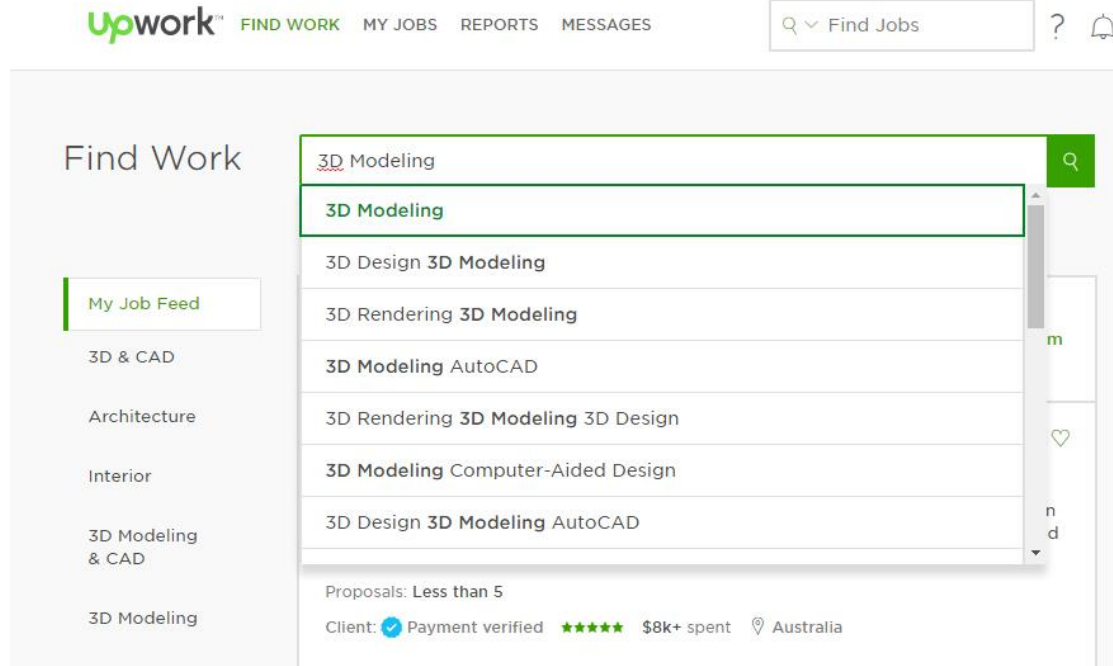 Upwork™ FIND WORK MY JOBS REPORTS MESSAGES Find Jobs ?
Find Work
3D Modeling
3D Modeling
3D Design 3D Modeling
3D Rendering 3D Modeling
3D Modeling AutoCAD
3D Rendering 3D Modeling 3D Design
3D Modeling Computer-Aided Design
3D Design 3D Modeling AutoCAD
My Job Feed
3D & CAD
Architecture
Interior
3D Modeling
& CAD
3D Modeling
m
n
d
Proposals: Less than 5
Client: Payment verified $8k+ spent Australia